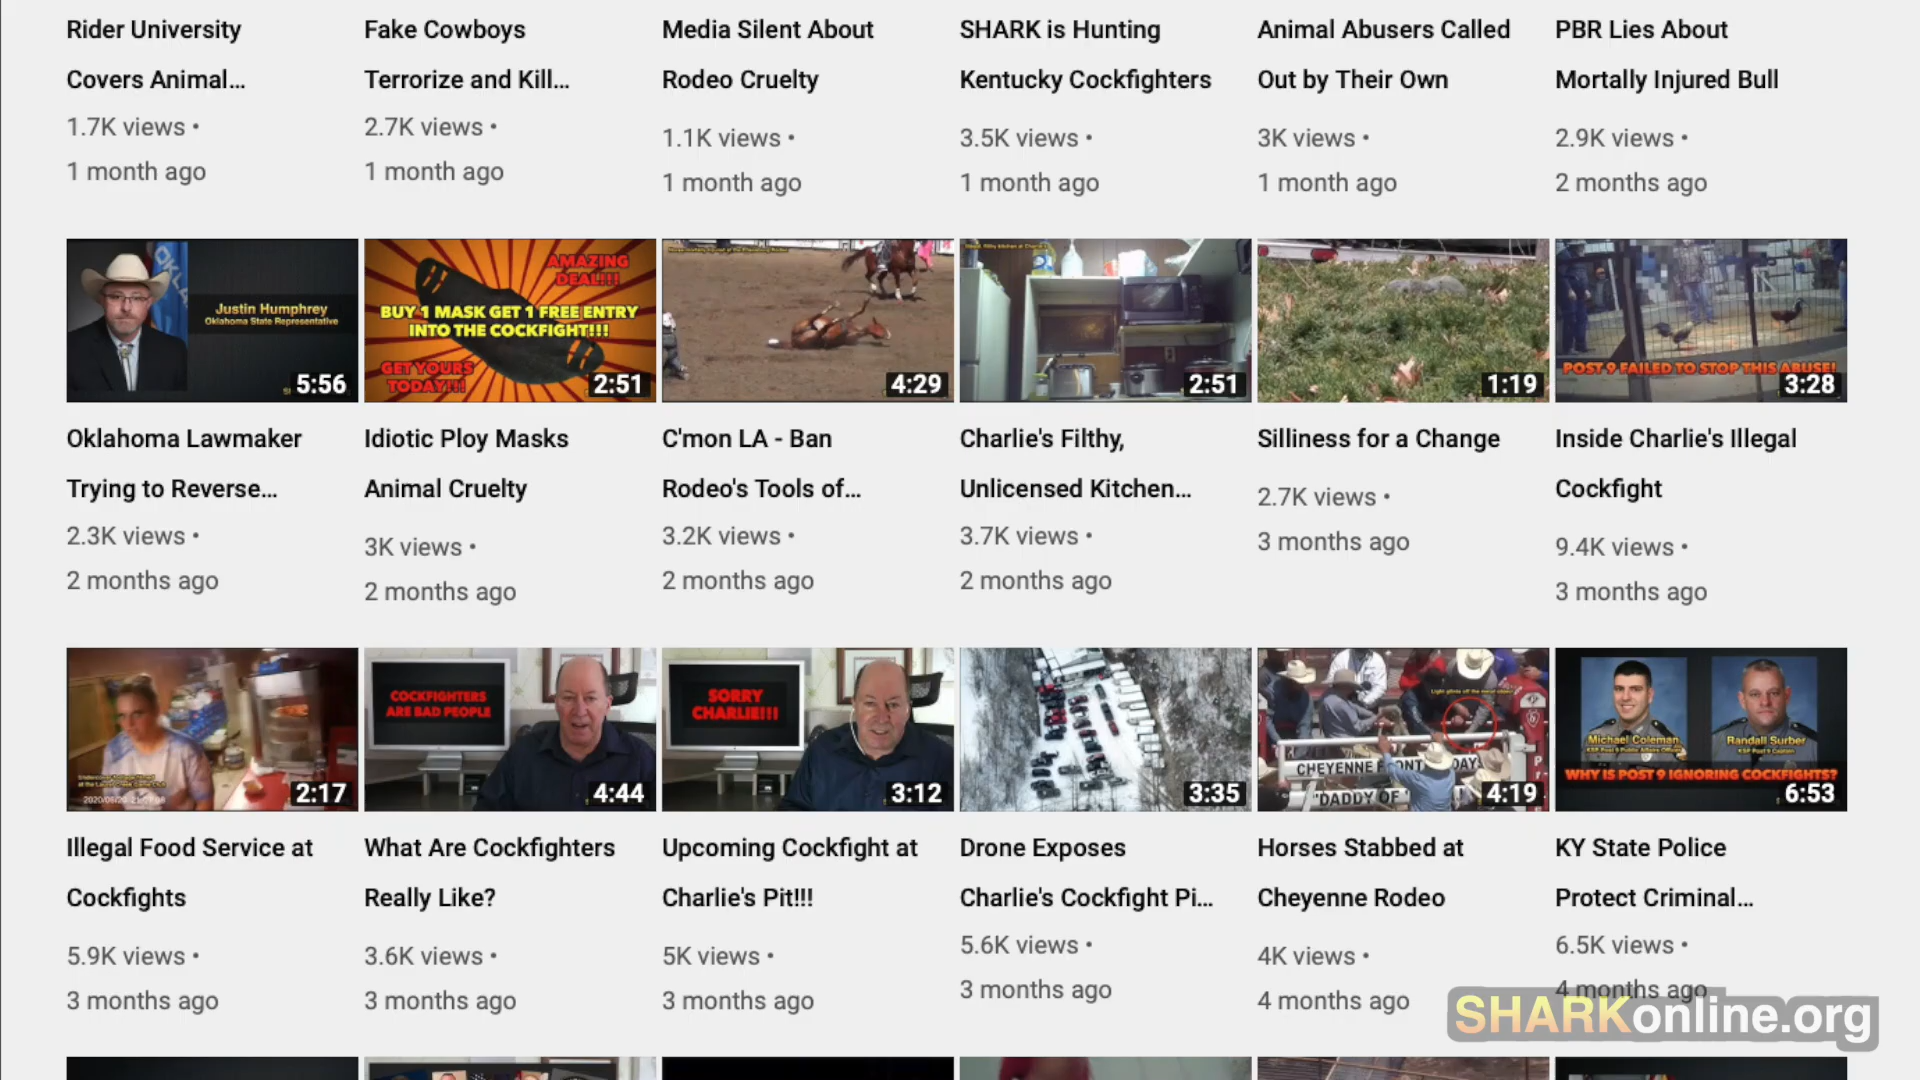 Rider University
Covers Animal...
1.7K views •
1 month ago
Fake Cowboys
Terrorize and Kill...
2.7K views •
1 month ago
Media Silent About
Rodeo Cruelty
1.1K views •
1 month ago
SHARK is Hunting
Kentucky Cockfighters
3.5K views •
1 month ago
Animal Abusers Called
Out by Their Own
3K views •
1 month ago
PBR Lies About
Mortally Injured Bull
2.9K views •
2 months ago
OKLA
Justin Humphrey
Oklahoma State Representative
5:56
Oklahoma Lawmaker
Trying to Reverse...
2.3K views •
2 months ago
AMAZING
DEAL!!!
BUY 1 MASK GET 1 FREE ENTRY
INTO THE COCKFIGHT!!!
GET YOURS
TODAY!!!
2:51
Idiotic Ploy Masks
Animal Cruelty
3K views •
2 months ago
4:29
C'mon LA - Ban
Rodeo's Tools of...
3.2K views •
2 months ago
2:51
Charlie's Filthy,
Unlicensed Kitchen...
3.7K views •
2 months ago
1:19
Silliness for a Change
2.7K views •
3 months ago
POST 9 FAILED TO STOP THIS ABUSE!
3:28
Inside Charlie's Illegal
Cockfight
9.4K views •
3 months ago
2:17
Illegal Food Service at
Cockfights
5.9K views •
3 months ago
COCKFIGHTERS
ARE BAD PEOPLE
4:44
What Are Cockfighters
Really Like?
3.6K views •
3 months ago
SORRY
CHARLIE!!!
3:12
Upcoming Cockfight at
Charlie's Pit!!!
5K views •
3 months ago
3:35
Drone Exposes
Charlie's Cockfight Pi...
5.6K views •
3 months ago
CHEYENNE FRONT DAYS
"DADDY OF
4:19
Horses Stabbed at
Cheyenne Rodeo
4K views •
4 months ago
Michael Coleman
KSP Post 9 Public Affairs Officer
Randall Surber
KSP Post 9 Captain
WHY IS POST 9 IGNORING COCKFIGHTS?
6:53
KY State Police
Protect Criminal...
6.5K views •
4 months ago
SHARKonline.org